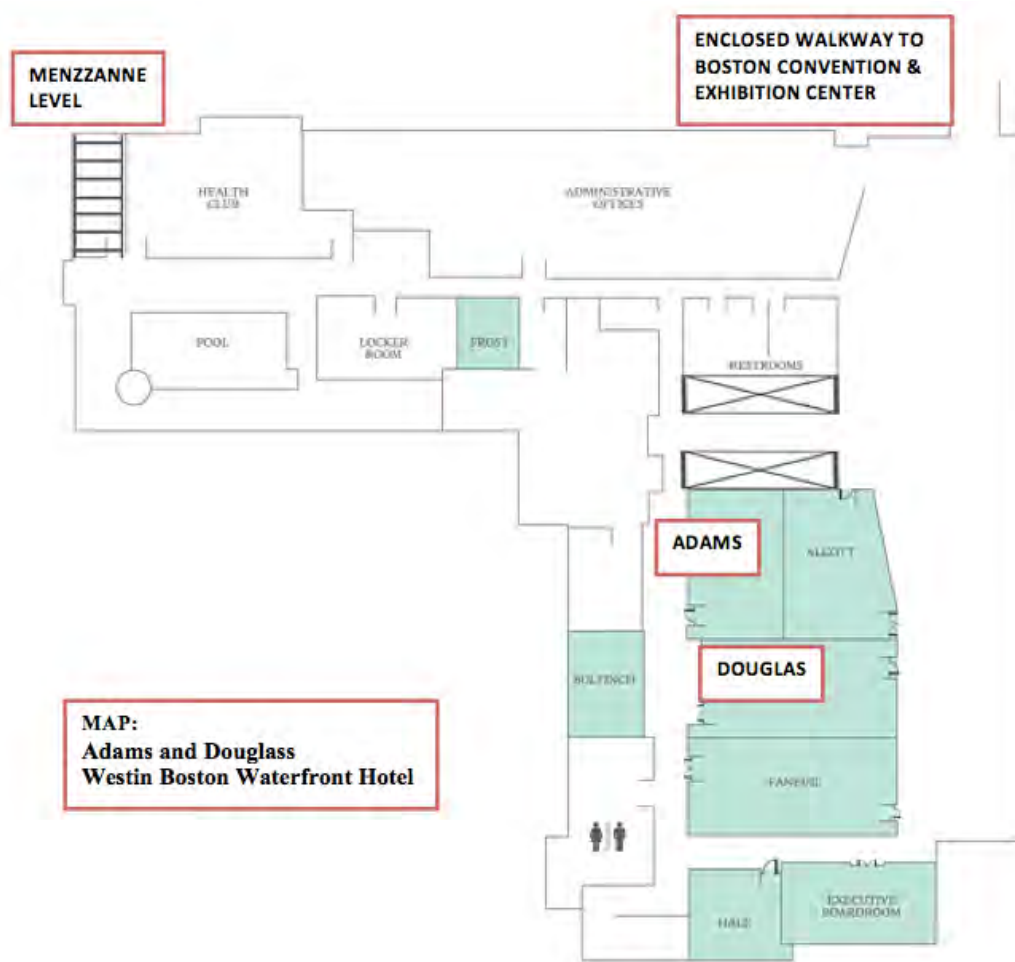 MENZZANNE
LEVEL
ENCLOSED WALKWAY TO
BOSTON CONVENTION &
EXHIBITION CENTER
HEALTH
CLUB
ADMINISTRATIVE
OFFICES
POOL
LOCKER
ROOM
FROST
RESTROOMS
ADAMS
ALCOTT
BULFINCH
DOUGLAS
MAP:
Adams and Douglass
Westin Boston Waterfront Hotel
FANEUIL
HALE
EXECUTIVE
BOARDROOM